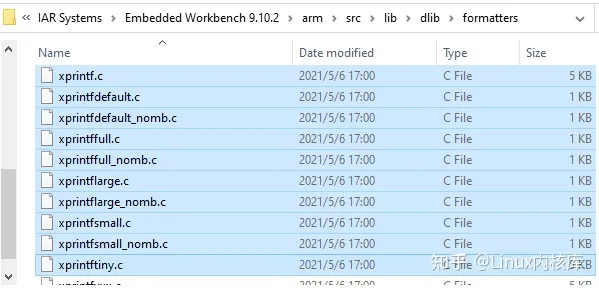 « IAR Systems > Embedded Workbench 9.10.2 > arm > src > lib > dlib > formatters
Name Date modified Type Size
xprintf.c 2021/5/6 17:00 C File 5 KB
xprintfdefault.c 2021/5/6 17:00 C File 1 KB
xprintfdefault_nomb.c 2021/5/6 17:00 C File 1 KB
xprintffull.c 2021/5/6 17:00 C File 1 KB
xprintffull_nomb.c 2021/5/6 17:00 C File 1 KB
xprintflarge.c 2021/5/6 17:00 C File 1 KB
xprintflarge_nomb.c 2021/5/6 17:00 C File 1 KB
xprintfsmall.c 2021/5/6 17:00 C File 1 KB
xprintfsmall_nomb.c 2021/5/6 17:00 C File 1 KB
xprintftiny.c 2021/5/6 17:00 C File KB
知乎 @Linux内核库